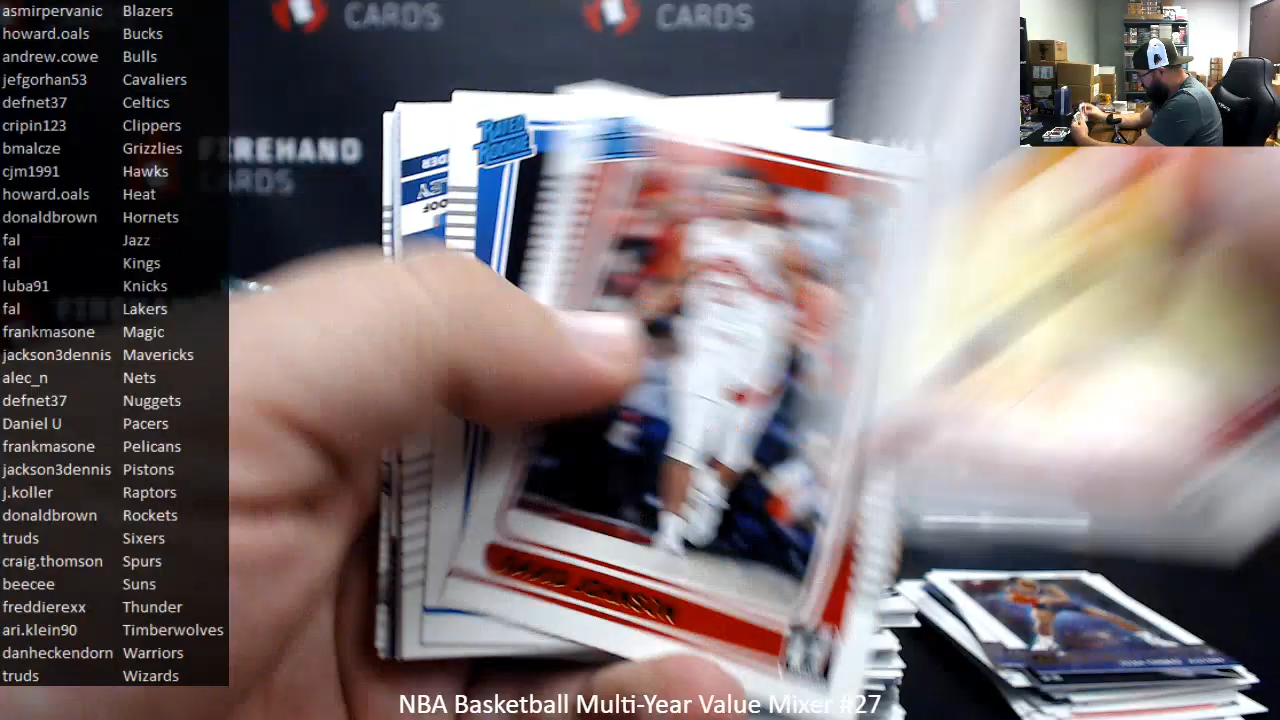 asmirpervanic Blazers
howard.oals Bucks
andrew.cowe Bulls
jefgorhan53 Cavaliers
defnet37 Celtics
cripin123 Clippers
bmalcze Grizzlies
cjm1991 Hawks
howard.oals Heat
donaldbrown Hornets
fal Jazz
fal Kings
luba91 Knicks
fal Lakers
frankmasone Magic
jackson3dennis Mavericks
alec_n Nets
defnet37 Nuggets
Daniel U Pacers
frankmasone Pelicans
jackson3dennis Pistons
j.koller Raptors
donaldbrown Rockets
truds Sixers
craig.thomson Spurs
beecee Suns
freddierexx Thunder
ari.klein90 Timberwolves
danheckendorn Warriors
truds Wizards
CARDS
CARDS
FIREHAND
CARDS
RATED
ROOKIE
JOHNSON
NBA Basketball Multi-Year Value Mixer #27